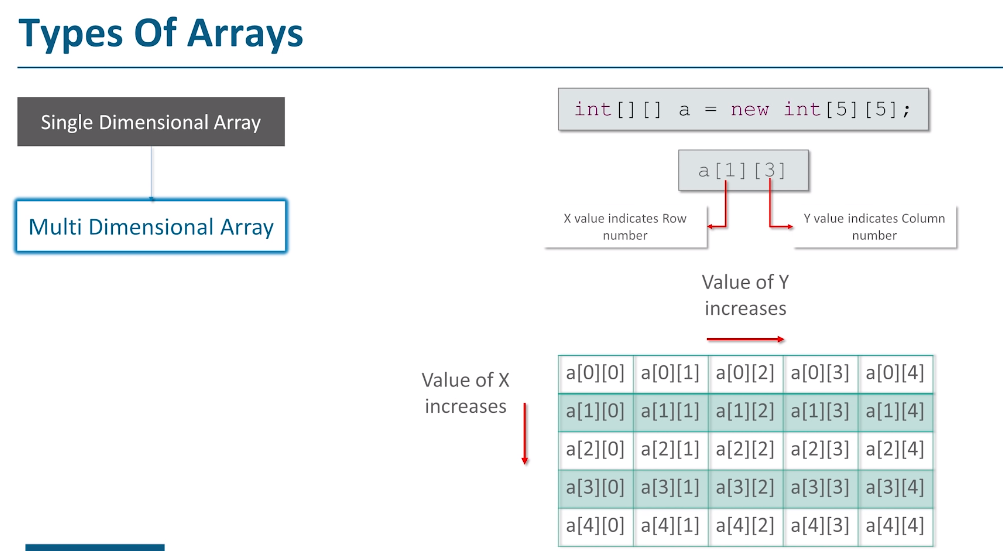 Types Of Arrays
Single Dimensional Array
Multi Dimensional Array
int[][] a = new int[5][5];
a[1][3]
X value indicates Row
number
Y value indicates Column
number
Value of Y
increases
Value of X
increases
a[0][0] a[0][1] a[0][2] a[0][3] a[0][4]
a[1][0] a[1][1] a[1][2] a[1][3] a[1][4]
a[2][0] a[2][1] a[2][2] a[2][3] a[2][4]
a[3][0] a[3][1] a[3][2] a[3][3] a[3][4]
a[4][0] a[4][1] a[4][2] a[4][3] a[4][4]